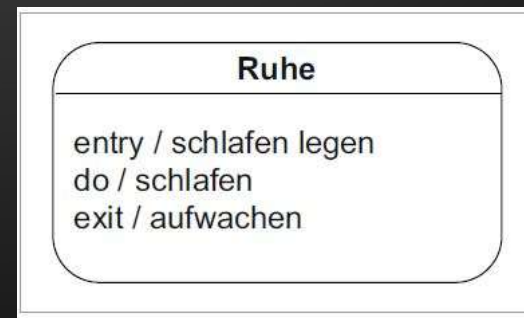 Ruhe
entry / schlafen legen
do / schlafen
exit / aufwachen